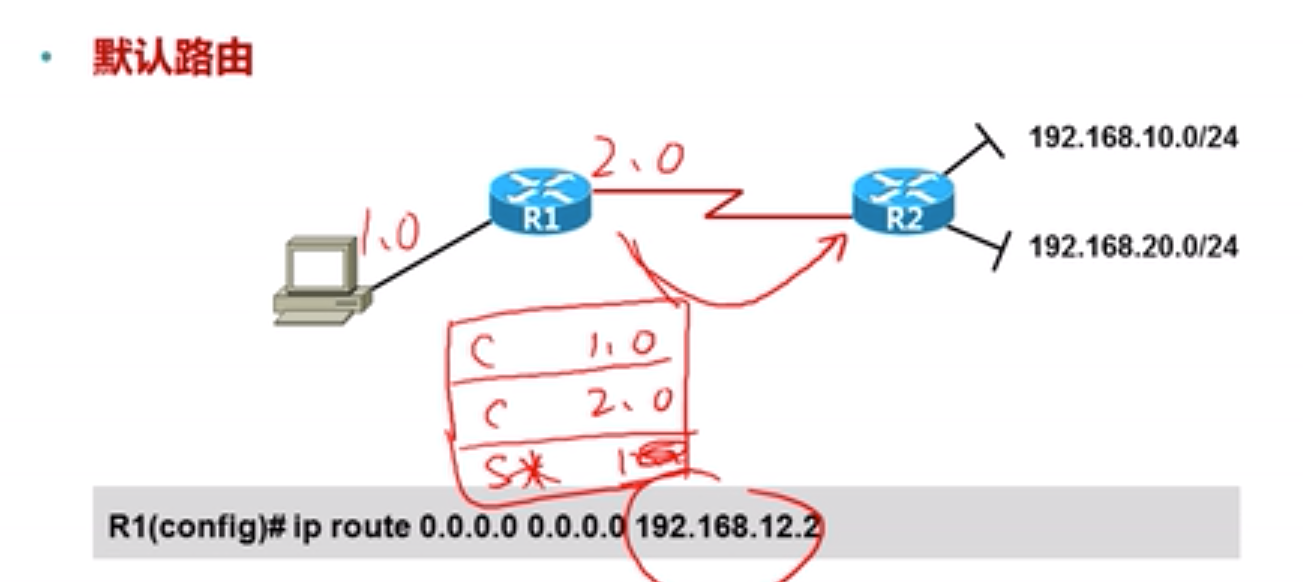 默认路由
192.168.10.0/24
2、0
R1
R2
1.0
192.168.20.0/24
C 1、0
C 2、0
S*
R1(config)# ip route 0.0.0.0 0.0.0.0 192.168.12.2